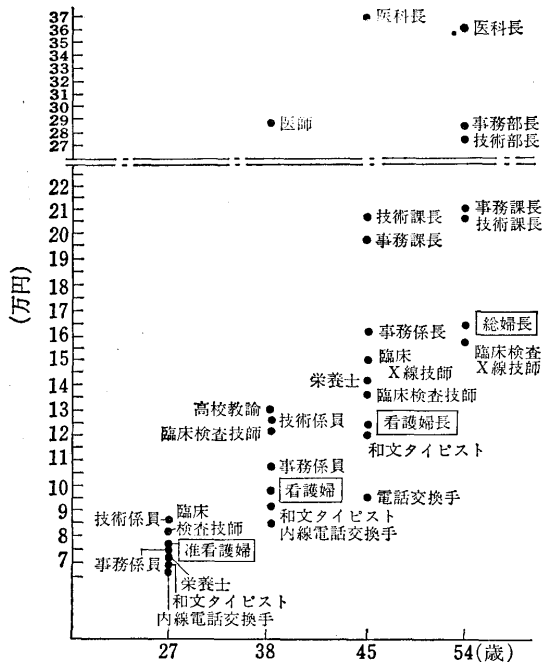 37
36
35
34
33
32
31
30
29
28
27
22
21
20
19
18
17
16
15
14
13
12
11
10
9
8
7
(万円)
医科長
医科長
医師
事務部長
技術部長
技術課長
事務課長
事務課長
技術課長
事務係長
総婦長
臨床
X線技師
臨床検査
X線技師
栄養士
臨床検査技師
高校教諭
技術係員
臨床検査技師
看護婦長
和文タイピスト
事務係員
看護婦
電話交換手
和文タイピスト
内線電話交換手
技術係員
臨床
検査技師
准看護婦
事務係員
栄養士
和文タイピスト
内線電話交換手
27 38 45 54(歳)